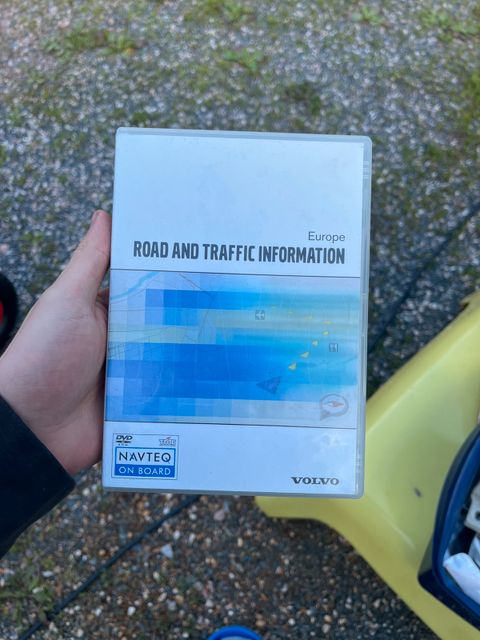 Europe
ROAD AND TRAFFIC INFORMATION
DVD
NAVTEQ
ON BOARD
VOLVO